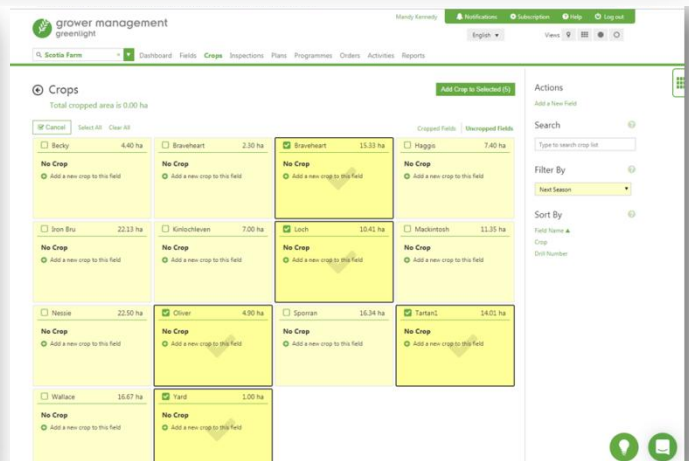 grower management
greenlight
Mandy Kennedy Notifications Subscription Help Log out
English Views
Scotia Farm Dashboard Fields Crops Inspections Plans Programmes Orders Activities Reports
Crops
Add Crop to Selected (5)
Total cropped area is 0.00 ha
Cancel Select All Clear All Cropped Fields Uncropped Fields
Becky 4.40 ha Braveheart 2.30 ha Braveheart 15.33 ha Haggis 7.40 ha
No Crop No Crop No Crop No Crop
Add a new crop to this field Add a new crop to this field Add a new crop to this field Add a new crop to this field
Iron Bru 22.13 ha Kinlochleven 7.00 ha Loch 10.41 ha Mackintosh 11.35 ha
No Crop No Crop No Crop No Crop
Add a new crop to this field Add a new crop to this field Add a new crop to this field Add a new crop to this field
Nessie 22.50 ha Oliver 4.90 ha Sporran 16.34 ha Tartan1 14.01 ha
No Crop No Crop No Crop No Crop
Add a new crop to this field Add a new crop to this field Add a new crop to this field Add a new crop to this field
Wallace 16.67 ha Yard 1.00 ha
No Crop No Crop
Add a new crop to this field Add a new crop to this field
Actions
Add a New Field
Search
Type to search crop list
Filter By
Next Season
Sort By
Field Name
Crop
Drill Number